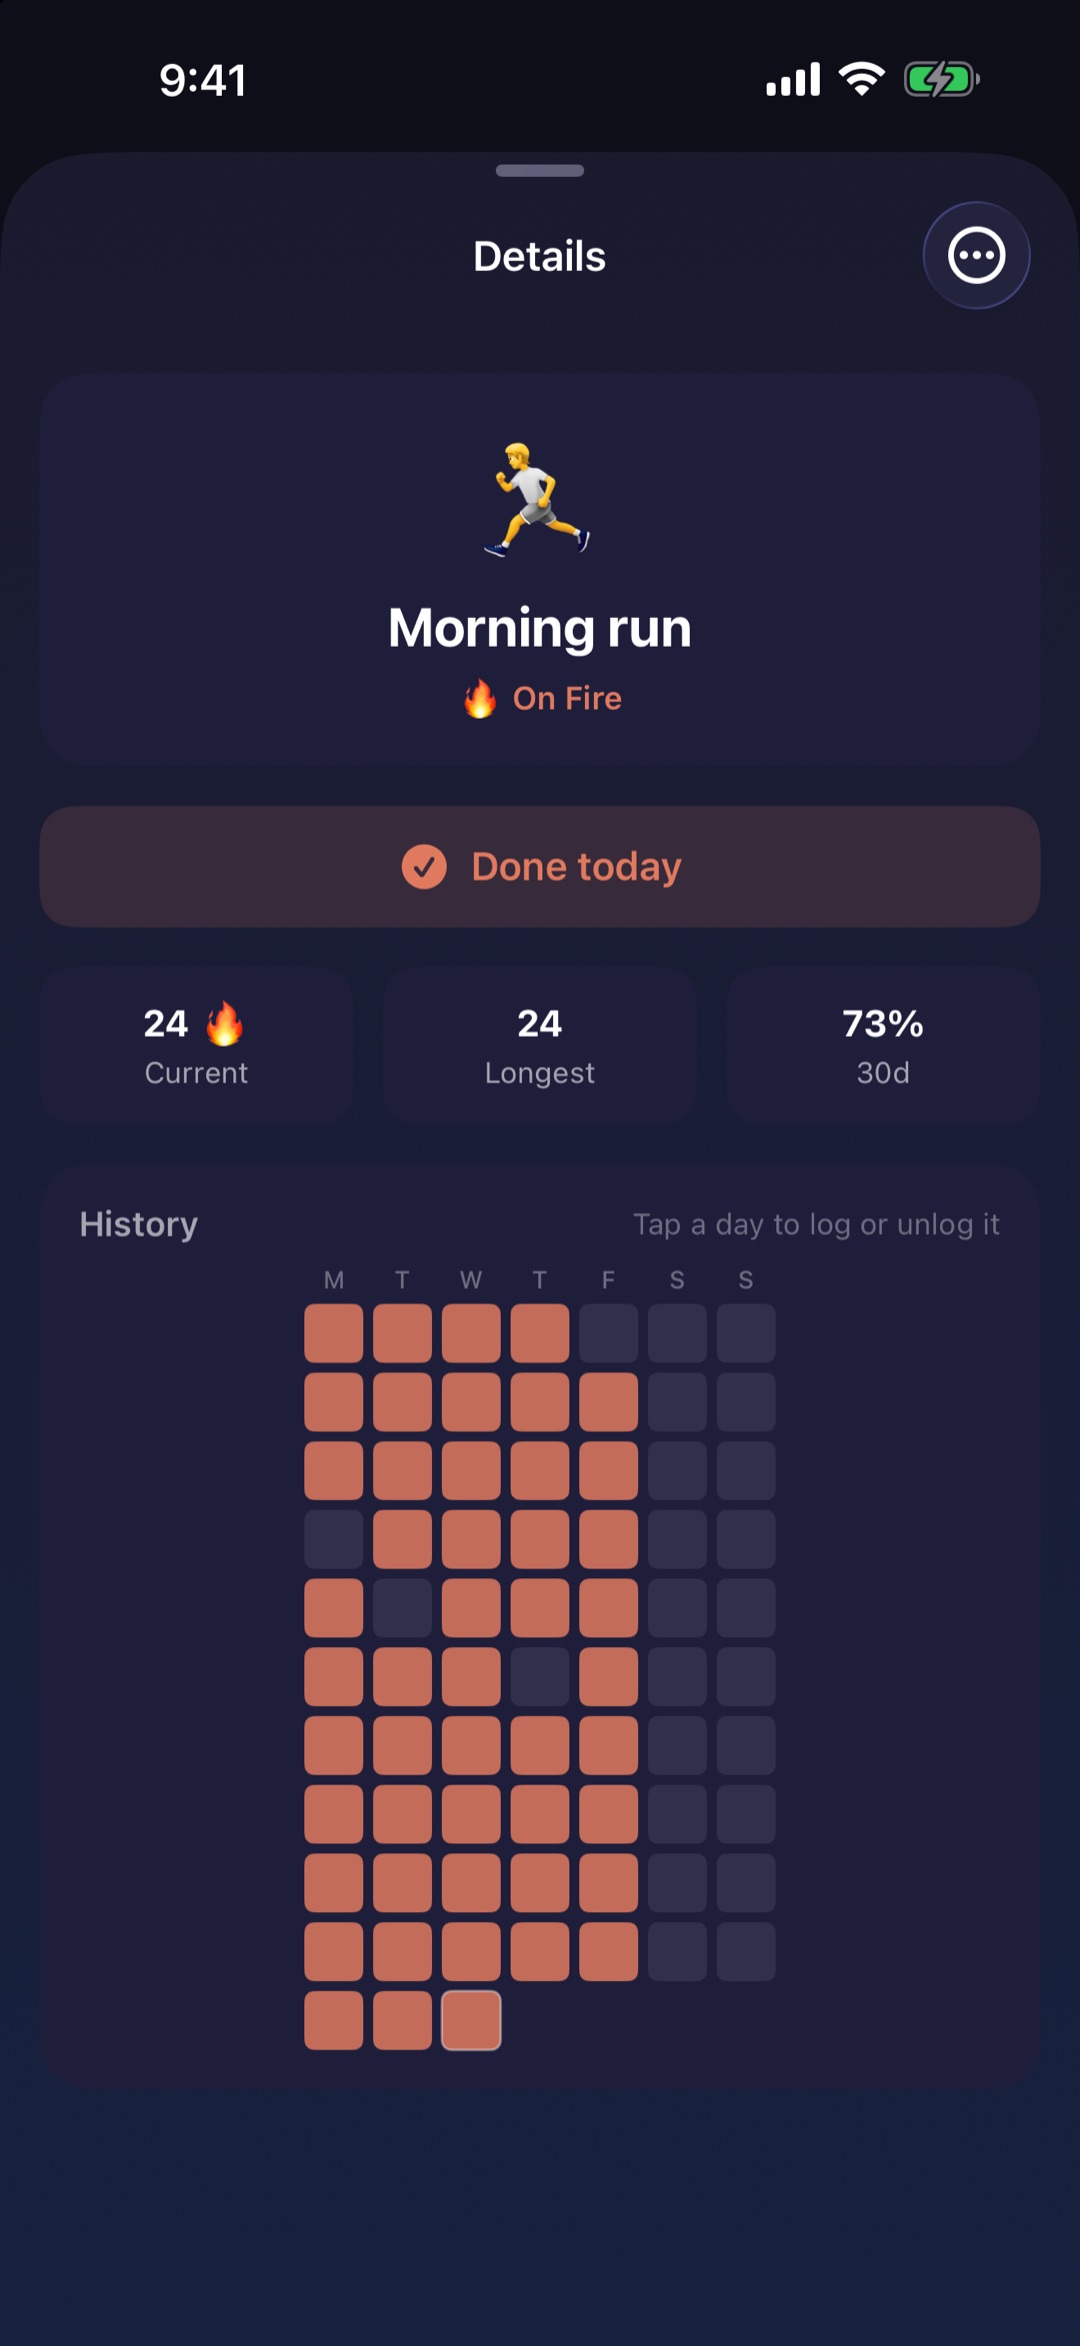 9:41
Details
Morning run
🔥 On Fire
Done today
24 🔥
Current
24
Longest
73%
30d
History
Tap a day to log or unlog it
M T W T F S S